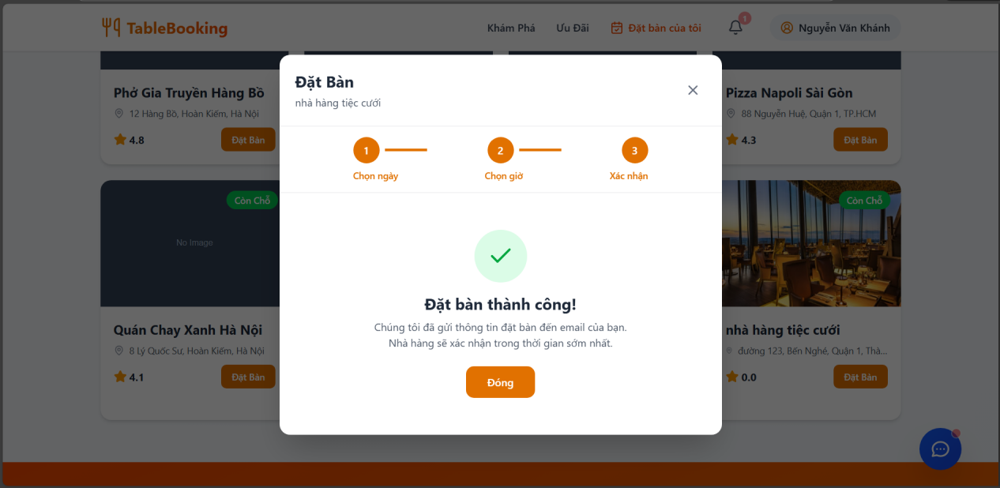 TableBooking
Khám Phá
Ưu Đãi
Đặt bàn của tôi
1
Nguyễn Văn Khánh
Phở Gia Truyền Hàng Bồ
12 Hàng Bồ, Hoàn Kiếm, Hà Nội
4.8
Đặt Bàn
Pizza Napoli Sài Gòn
88 Nguyễn Huệ, Quận 1, TP.HCM
4.3
Đặt Bàn
Đặt Bàn
nhà hàng tiệc cưới
1
2
3
Chọn ngày
Chọn giờ
Xác nhận
Đặt bàn thành công!
Chúng tôi đã gửi thông tin đặt bàn đến email của bạn.
Nhà hàng sẽ xác nhận trong thời gian sớm nhất.
Đóng
Còn Chỗ
No Image
Quán Chay Xanh Hà Nội
8 Lý Quốc Sư, Hoàn Kiếm, Hà Nội
4.1
Đặt Bàn
Còn Chỗ
nhà hàng tiệc cưới
đường 123, Bến Nghé, Quận 1, Thà...
0.0
Đặt Bàn